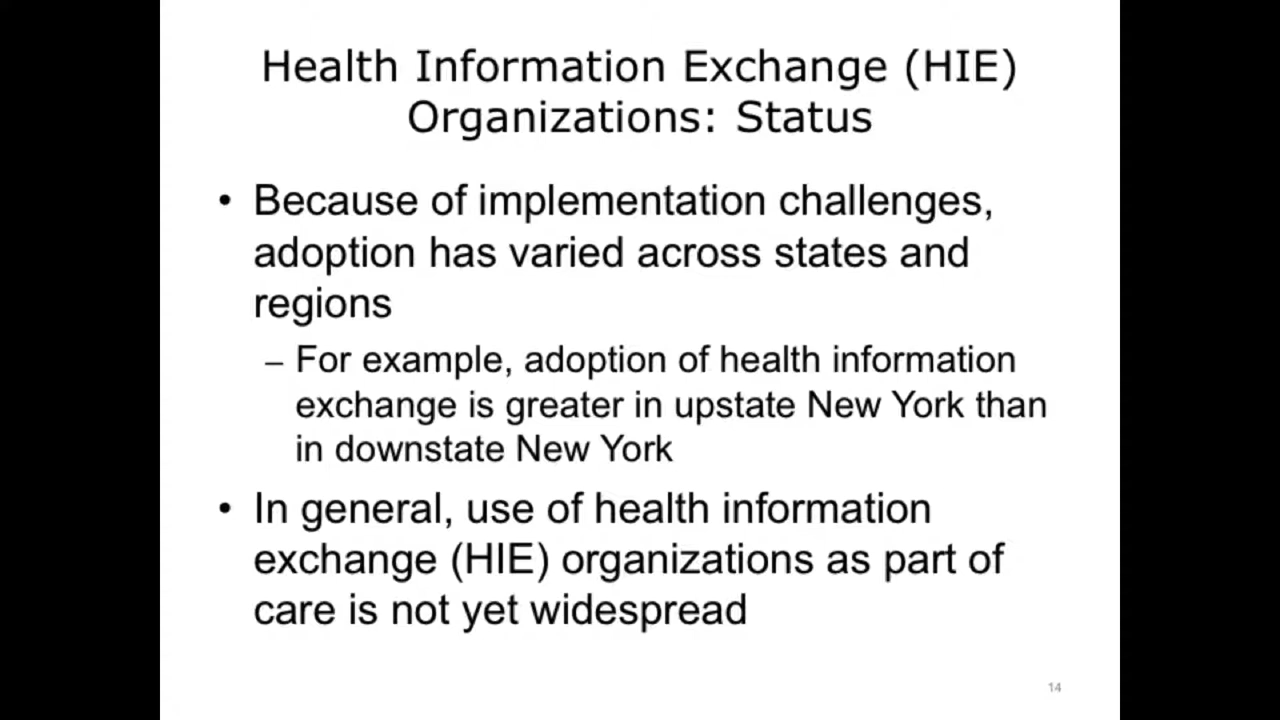 Health Information Exchange (HIE)
Organizations: Status
• Because of implementation challenges,
adoption has varied across states and
regions
– For example, adoption of health information
exchange is greater in upstate New York than
in downstate New York
• In general, use of health information
exchange (HIE) organizations as part of
care is not yet widespread
14